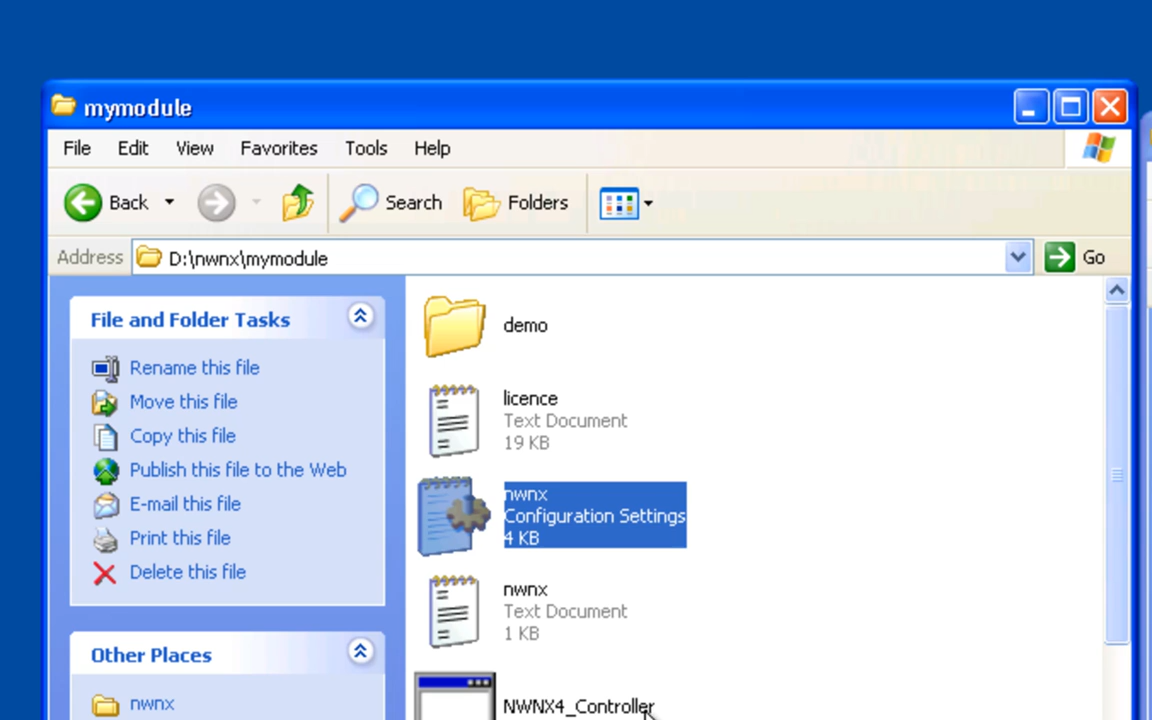 mymodule
File Edit View Favorites Tools Help
Back Search Folders
Address D:\nwnx\mymodule Go
File and Folder Tasks
Rename this file
Move this file
Copy this file
Publish this file to the Web
E-mail this file
Print this file
Delete this file
Other Places
nwnx
demo
licence
Text Document
19 KB
nwnx
Configuration Settings
4 KB
nwnx
Text Document
1 KB
NWNX4_Controller